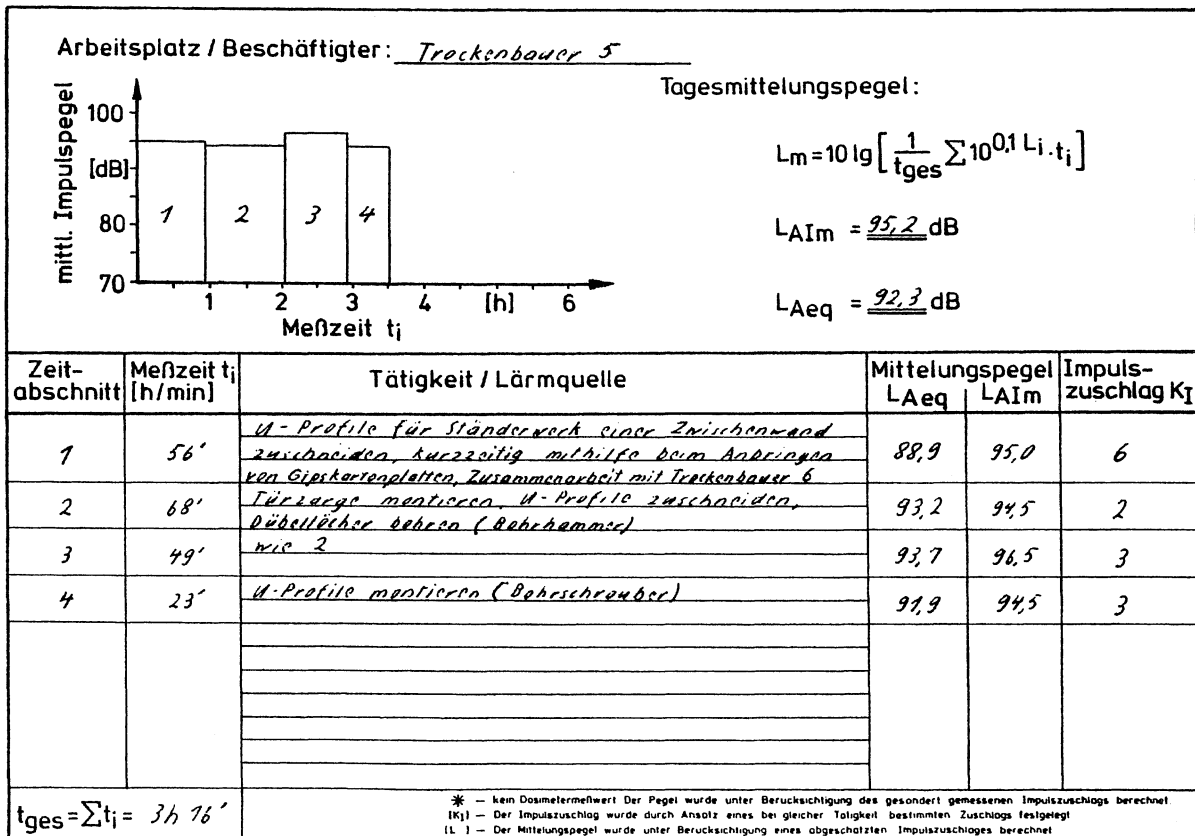 Arbeitsplatz / Beschäftigter: Trockenbauer 5
Tagesmittelungspegel:
mittl. Impulspegel
[dB]
100
80
70
1 2 3 4
1 2 3 4 [h] 6
Meßzeit ti
Lm = 10 lg [ 1/tges ∑ 10^0,1 Li · ti ]
LAIm = 95,2 dB
LAeq = 92,3 dB
Zeit-
abschnitt
Meßzeit ti
[h/min]
Tätigkeit / Lärmquelle
Mittelungspegel
LAeq LAIm
Impuls-
zuschlag KI
1 56' U-Profile für Ständerwerk einer Zwischenwand
zuschneiden, kurzzeitig mithilfe beim Anbringen
von Gipskartonplatten, Zusammenarbeit mit Trockenbauer 6
88,9 95,0 6
2 68' Türzarge montieren, U-Profile zuschneiden,
Dübellöcher bohren (Bohrhammer)
93,2 94,5 2
3 49' wie 2 93,7 96,5 3
4 23' U-Profile montieren (Bohrschrauber) 91,9 94,5 3
tges = ∑ti = 3h 16'
* – kein Dosimetermeßwert Der Pegel wurde unter Berucksichtigung des gesondert gemessenen Impulszuschlags berechnet.
[KI] – Der Impulszuschlag wurde durch Ansatz eines bei gleicher Tatigkeit bestimmten Zuschlags festgelegt
[L ] – Der Mittelungspegel wurde unter Berucksichtigung eines abgeschatzten Impulszuschlages berechnet